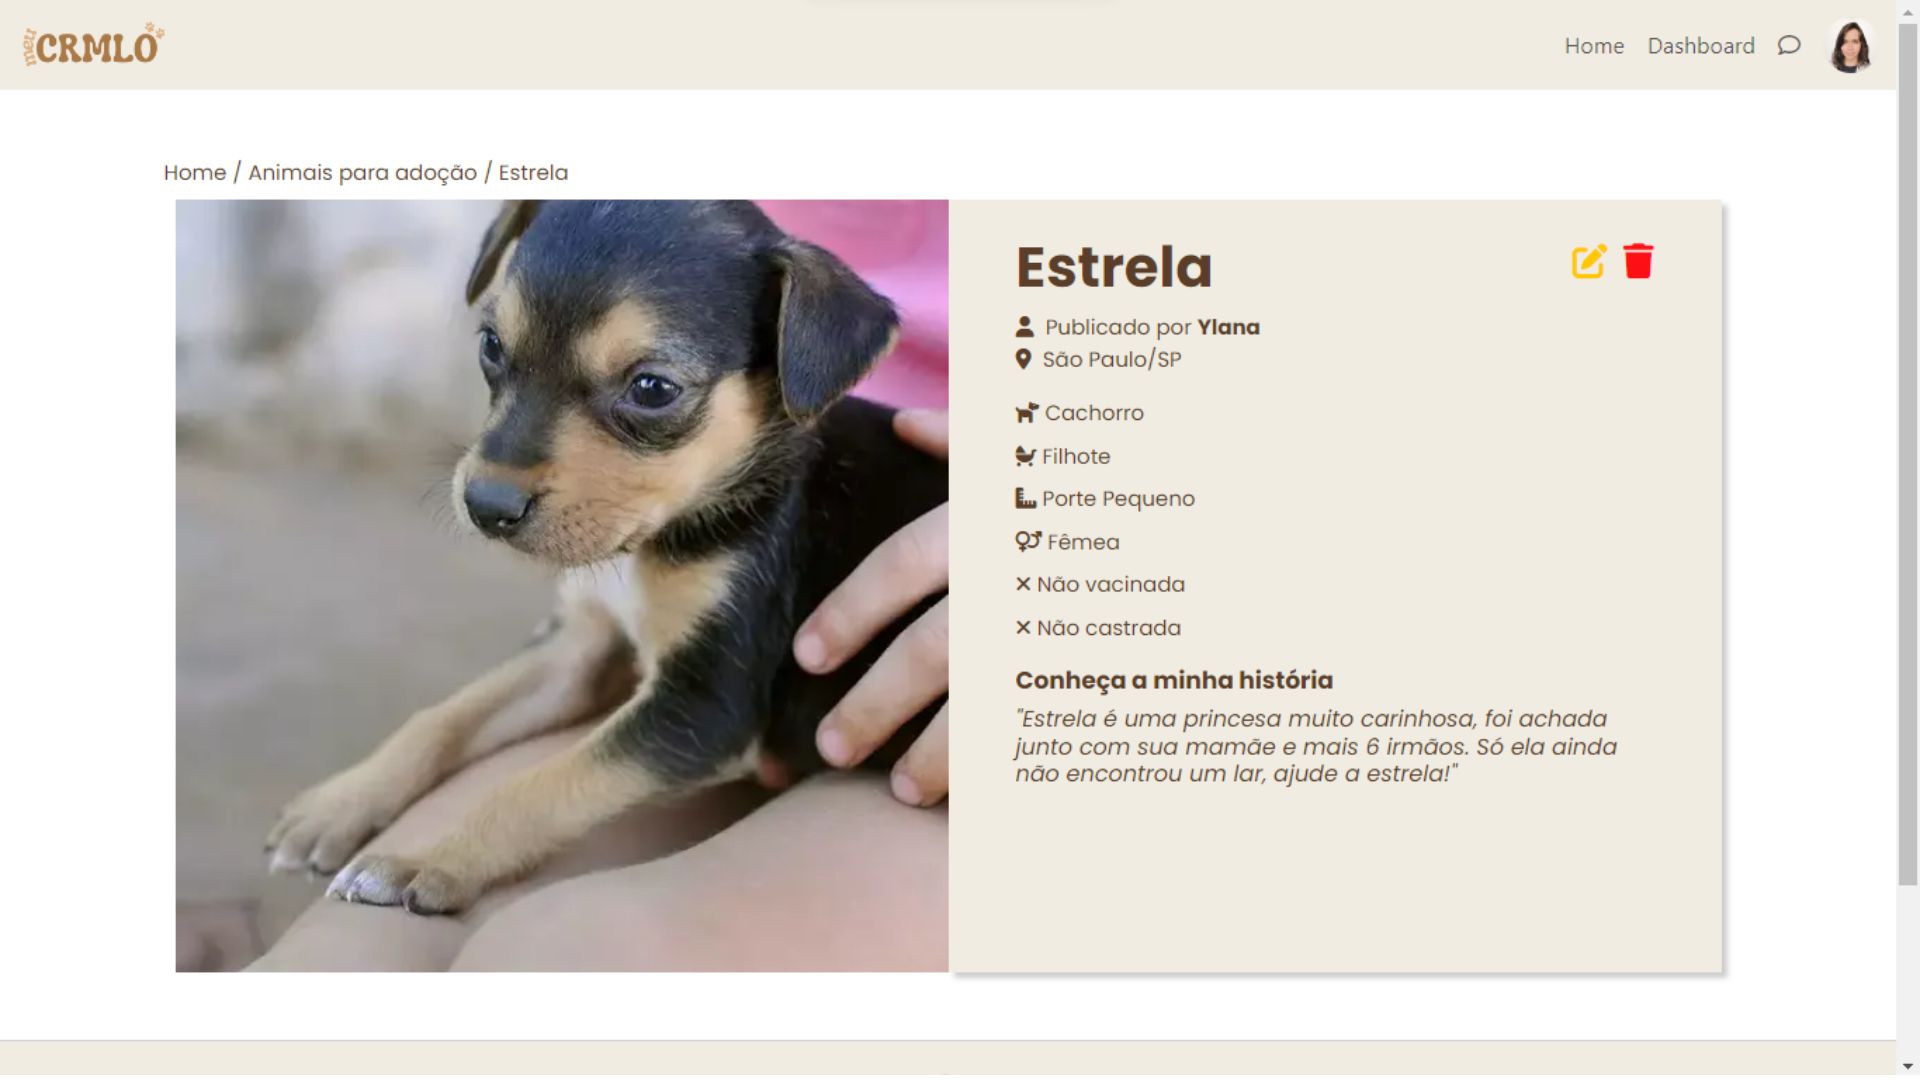 meu CRMLO
Home Dashboard
Home / Animais para adoção / Estrela
Estrela
Publicado por Ylana
São Paulo/SP
Cachorro
Filhote
Porte Pequeno
Fêmea
Não vacinada
Não castrada
Conheça a minha história
"Estrela é uma princesa muito carinhosa, foi achada
junto com sua mamãe e mais 6 irmãos. Só ela ainda
não encontrou um lar, ajude a estrela!"